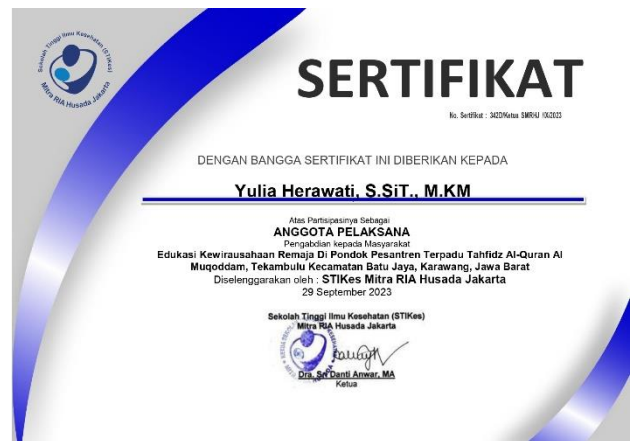 Sekolah Tinggi Ilmu Kesehatan (STIKes)
Mitra RIA Husada Jakarta
SERTIFIKAT
No. Sertifikat : 342D/Ketua SMRHJ /IX/2023
DENGAN BANGGA SERTIFIKAT INI DIBERIKAN KEPADA
Yulia Herawati, S.SiT., M.KM
Atas Partisipasinya Sebagai
ANGGOTA PELAKSANA
Pengabdian kepada Masyarakat
Edukasi Kewirausahaan Remaja Di Pondok Pesantren Terpadu Tahfidz Al-Quran Al
Muqoddam, Tekambulu Kecamatan Batu Jaya, Karawang, Jawa Barat
Diselenggarakan oleh : STIKes Mitra RIA Husada Jakarta
29 September 2023
Sekolah Tinggi Ilmu Kesehatan (STIKes)
Mitra RIA Husada Jakarta
Dra. Sri Danti Anwar, MA
Ketua